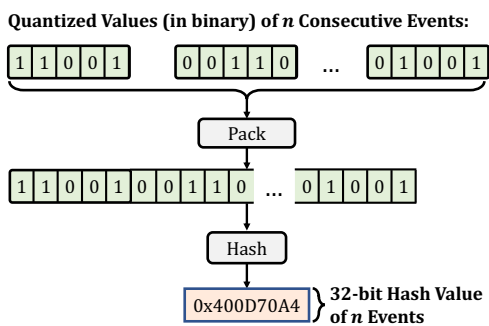 Quantized Values (in binary) of n Consecutive Events:
1 1 0 0 1 0 0 1 1 0 ... 0 1 0 0 1
Pack
1 1 0 0 1 0 0 1 1 0 ... 0 1 0 0 1
Hash
0x400D70A4
32-bit Hash Value
of n Events